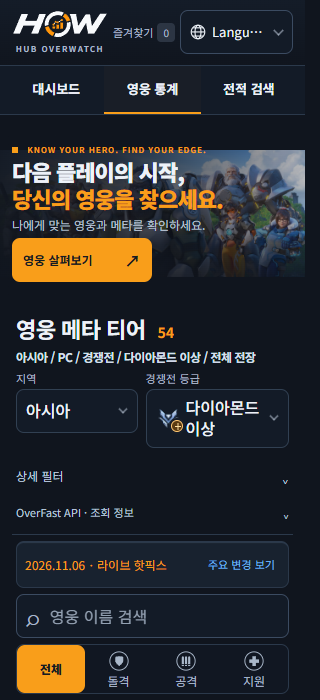 HOW
HUB OVERWATCH
즐겨찾기 0
Langu…
대시보드 영웅 통계 전적 검색
KNOW YOUR HERO. FIND YOUR EDGE.
다음 플레이의 시작,
당신의 영웅을 찾으세요.
나에게 맞는 영웅과 메타를 확인하세요.
영웅 살펴보기 ↗
영웅 메타 티어 54
아시아 / PC / 경쟁전 / 다이아몬드 이상 / 전체 전장
지역 경쟁전 등급
아시아
다이아몬드
이상
상세 필터
OverFast API · 조회 정보
2026.11.06 · 라이브 핫픽스 주요 변경 보기
영웅 이름 검색
전체 돌격 공격 지원